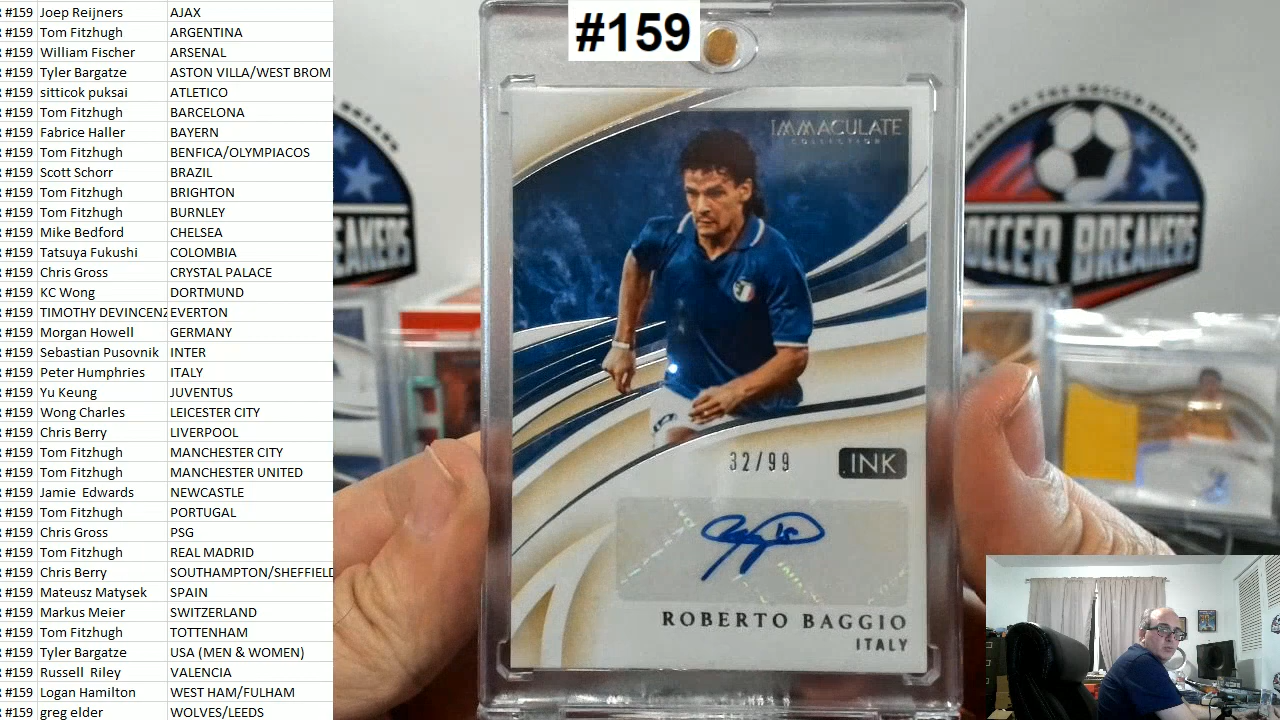 #159 Joep Reijners AJAX
#159 Tom Fitzhugh ARGENTINA
#159 William Fischer ARSENAL
#159 Tyler Bargatze ASTON VILLA/WEST BROM
#159 sitticok puksai ATLETICO
#159 Tom Fitzhugh BARCELONA
#159 Fabrice Haller BAYERN
#159 Tom Fitzhugh BENFICA/OLYMPIACOS
#159 Scott Schorr BRAZIL
#159 Tom Fitzhugh BRIGHTON
#159 Tom Fitzhugh BURNLEY
#159 Mike Bedford CHELSEA
#159 Tatsuya Fukushi COLOMBIA
#159 Chris Gross CRYSTAL PALACE
#159 KC Wong DORTMUND
#159 TIMOTHY DEVINCENZ EVERTON
#159 Morgan Howell GERMANY
#159 Sebastian Pusovnik INTER
#159 Peter Humphries ITALY
#159 Yu Keung JUVENTUS
#159 Wong Charles LEICESTER CITY
#159 Chris Berry LIVERPOOL
#159 Tom Fitzhugh MANCHESTER CITY
#159 Tom Fitzhugh MANCHESTER UNITED
#159 Jamie Edwards NEWCASTLE
#159 Tom Fitzhugh PORTUGAL
#159 Chris Gross PSG
#159 Tom Fitzhugh REAL MADRID
#159 Chris Berry SOUTHAMPTON/SHEFFIELD
#159 Mateusz Matysek SPAIN
#159 Markus Meier SWITZERLAND
#159 Tom Fitzhugh TOTTENHAM
#159 Tyler Bargatze USA (MEN & WOMEN)
#159 Russell Riley VALENCIA
#159 Logan Hamilton WEST HAM/FULHAM
#159 greg elder WOLVES/LEEDS
#159
IMMACULATE
COLLECTION
32/99
INK
ROBERTO BAGGIO
ITALY
SOCCER BREAKERS